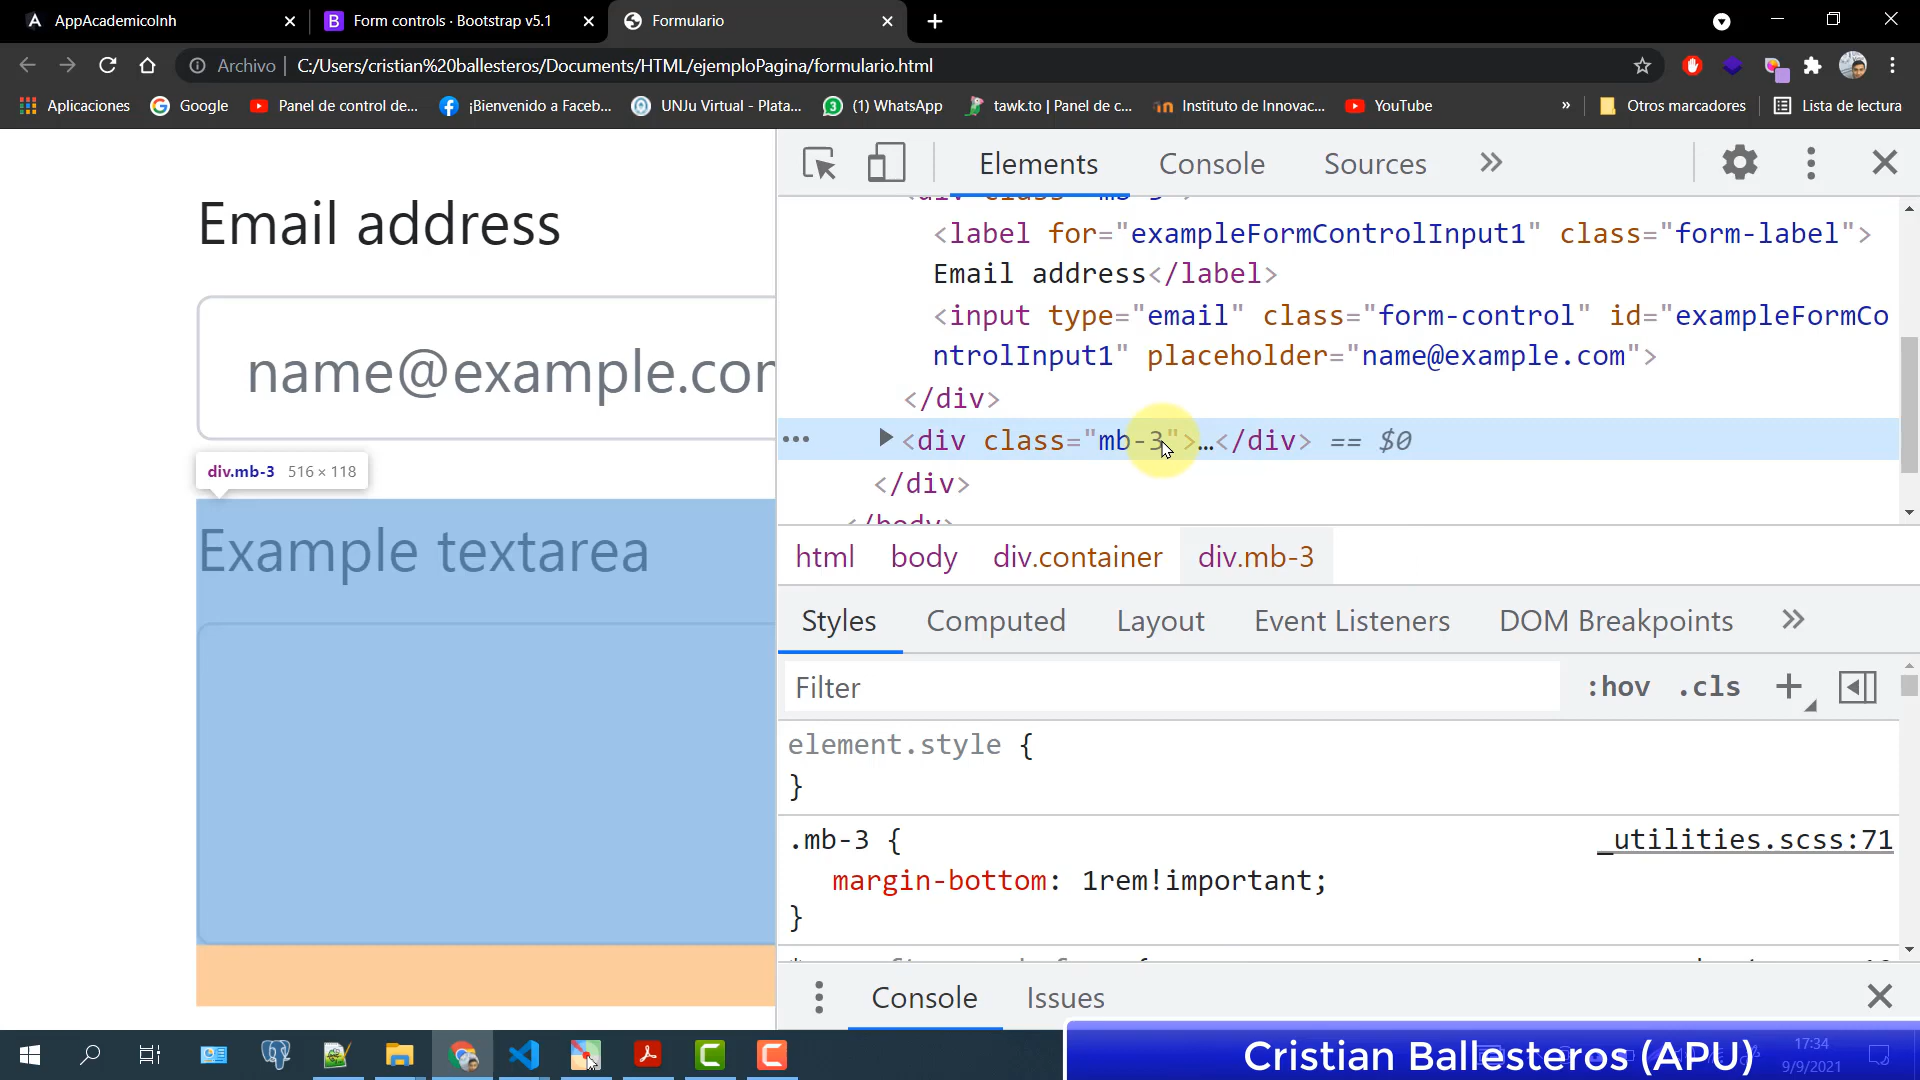 AppAcademicoInh
Form controls · Bootstrap v5.1
Formulario
Archivo
C:/Users/cristian%20ballesteros/Documents/HTML/ejemploPagina/formulario.html
Aplicaciones
Google
Panel de control de...
¡Bienvenido a Faceb...
UNJu Virtual - Plata...
(1) WhatsApp
tawk.to | Panel de c...
Instituto de Innovac...
YouTube
»
Otros marcadores
Lista de lectura
Email address
name@example.com
div.mb-3 516 × 118
Example textarea
Elements
Console
Sources
<label for="exampleFormControlInput1" class="form-label">
Email address</label>
<input type="email" class="form-control" id="exampleFormCo
ntrolInput1" placeholder="name@example.com">
</div>
<div class="mb-3">…</div> == $0
</div>
</body>
html body div.container div.mb-3
Styles Computed Layout Event Listeners DOM Breakpoints
Filter
:hov .cls
element.style {
}
.mb-3 {
_utilities.scss:71
margin-bottom: 1rem!important;
}
Console
Issues
Cristian Ballesteros (APU)
17:34
9/9/2021